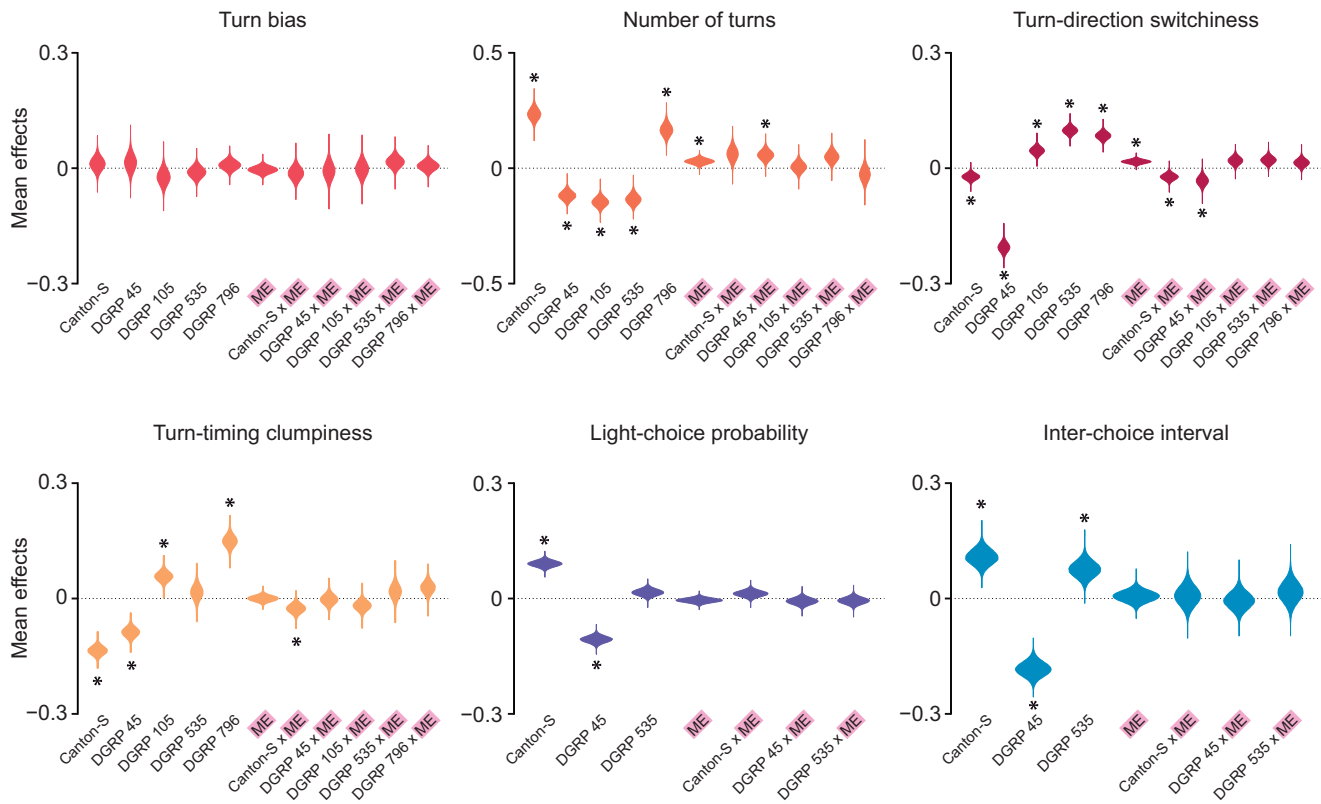 Turn bias
Number of turns
Turn-direction switchiness
Mean effects
0.3
0
−0.3
Canton-S
DGRP 45
DGRP 105
DGRP 535
DGRP 796
ME
Canton-S x ME
DGRP 45 x ME
DGRP 105 x ME
DGRP 535 x ME
DGRP 796 x ME
0.5
0
−0.5
*
*
*
*
*
*
*
Canton-S
DGRP 45
DGRP 105
DGRP 535
DGRP 796
ME
Canton-S x ME
DGRP 45 x ME
DGRP 105 x ME
DGRP 535 x ME
DGRP 796 x ME
0.3
0
−0.3
*
*
*
*
*
*
*
*
Canton-S
DGRP 45
DGRP 105
DGRP 535
DGRP 796
ME
Canton-S x ME
DGRP 45 x ME
DGRP 105 x ME
DGRP 535 x ME
DGRP 796 x ME
Turn-timing clumpiness
Light-choice probability
Inter-choice interval
Mean effects
0.3
0
−0.3
*
*
*
*
*
Canton-S
DGRP 45
DGRP 105
DGRP 535
DGRP 796
ME
Canton-S x ME
DGRP 45 x ME
DGRP 105 x ME
DGRP 535 x ME
DGRP 796 x ME
0.3
0
−0.3
*
*
Canton-S
DGRP 45
DGRP 535
ME
Canton-S x ME
DGRP 45 x ME
DGRP 535 x ME
0.3
0
−0.3
*
*
*
Canton-S
DGRP 45
DGRP 535
ME
Canton-S x ME
DGRP 45 x ME
DGRP 535 x ME